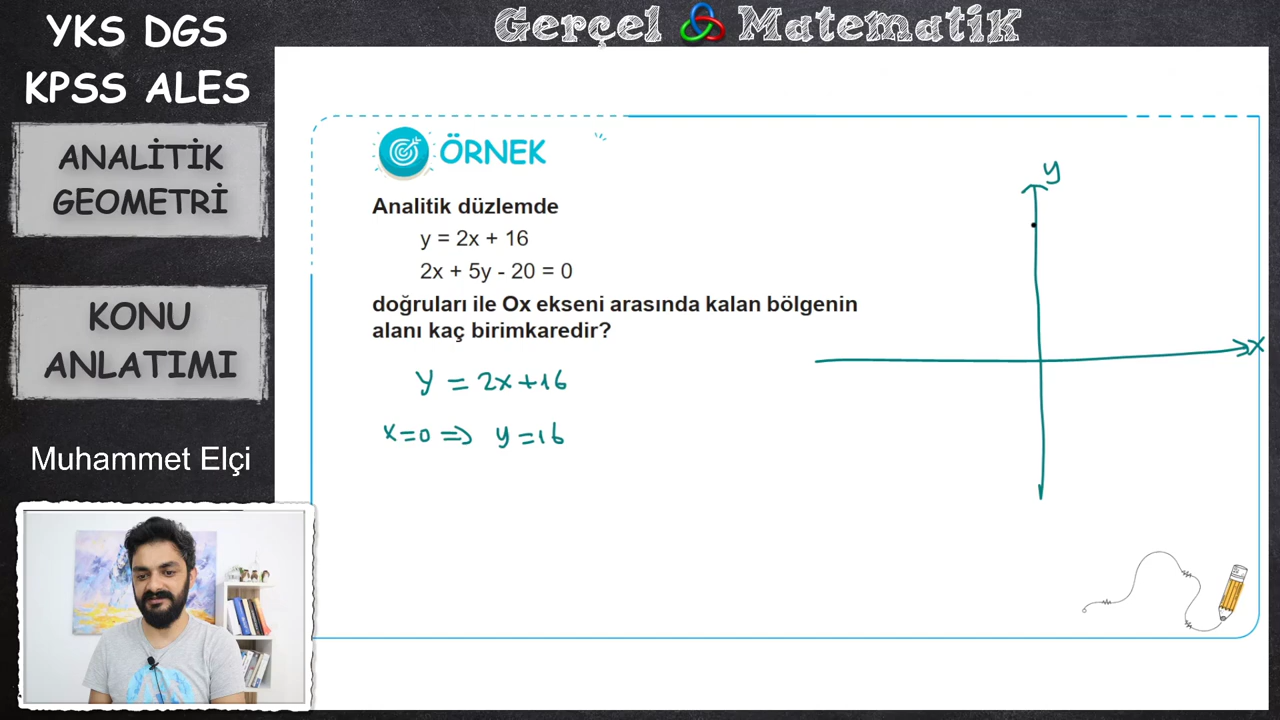 YKS DGS
KPSS ALES
ANALİTİK
GEOMETRİ
KONU
ANLATIMI
Muhammet Elçi
Gerçel Matematik
ÖRNEK
Analitik düzlemde
y = 2x + 16
2x + 5y - 20 = 0
doğruları ile Ox ekseni arasında kalan bölgenin
alanı kaç birimkaredir?
y = 2x+16
x=0 => y=16
y
x